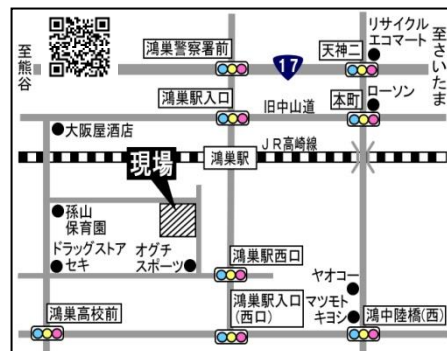 リサイクル
エコマート
至さいたま
至熊谷
鴻巣警察署前
17
天神二
鴻巣駅入口
旧中山道
本町
ローソン
大阪屋酒店
JR高崎線
鴻巣駅
現場
孫山
保育園
ドラッグストア
セキ
オグチ
スポーツ
鴻巣駅西口
ヤオコー
マツモト
キヨシ
鴻巣高校前
鴻巣駅入口
(西口)
鴻中陸橋(西)